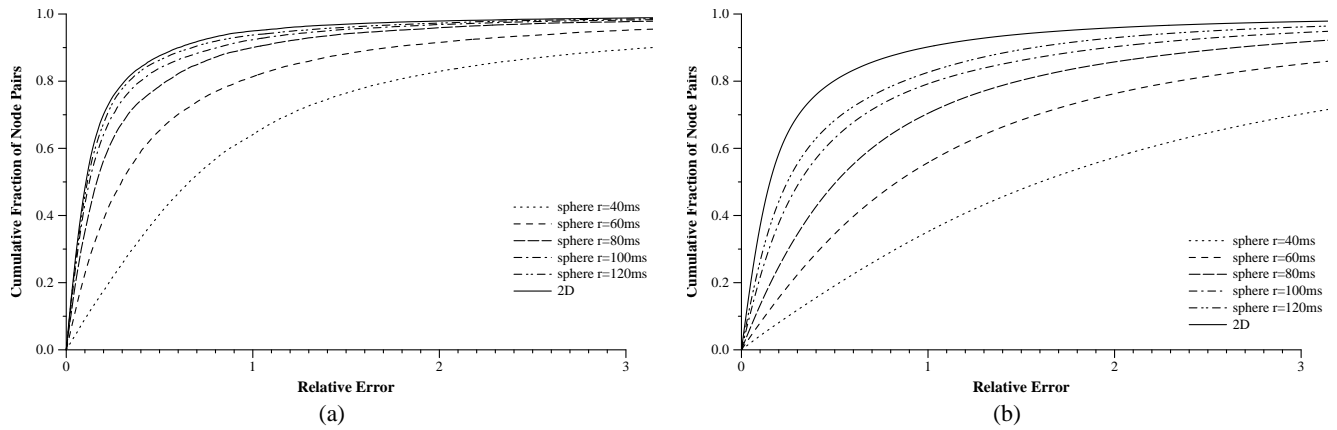 1.0
0.8
0.6
0.4
0.2
0.0
Cumulative Fraction of Node Pairs
0 1 2 3
Relative Error
sphere r=40ms
sphere r=60ms
sphere r=80ms
sphere r=100ms
sphere r=120ms
2D
(a)
1.0
0.8
0.6
0.4
0.2
0.0
Cumulative Fraction of Node Pairs
0 1 2 3
Relative Error
sphere r=40ms
sphere r=60ms
sphere r=80ms
sphere r=100ms
sphere r=120ms
2D
(b)